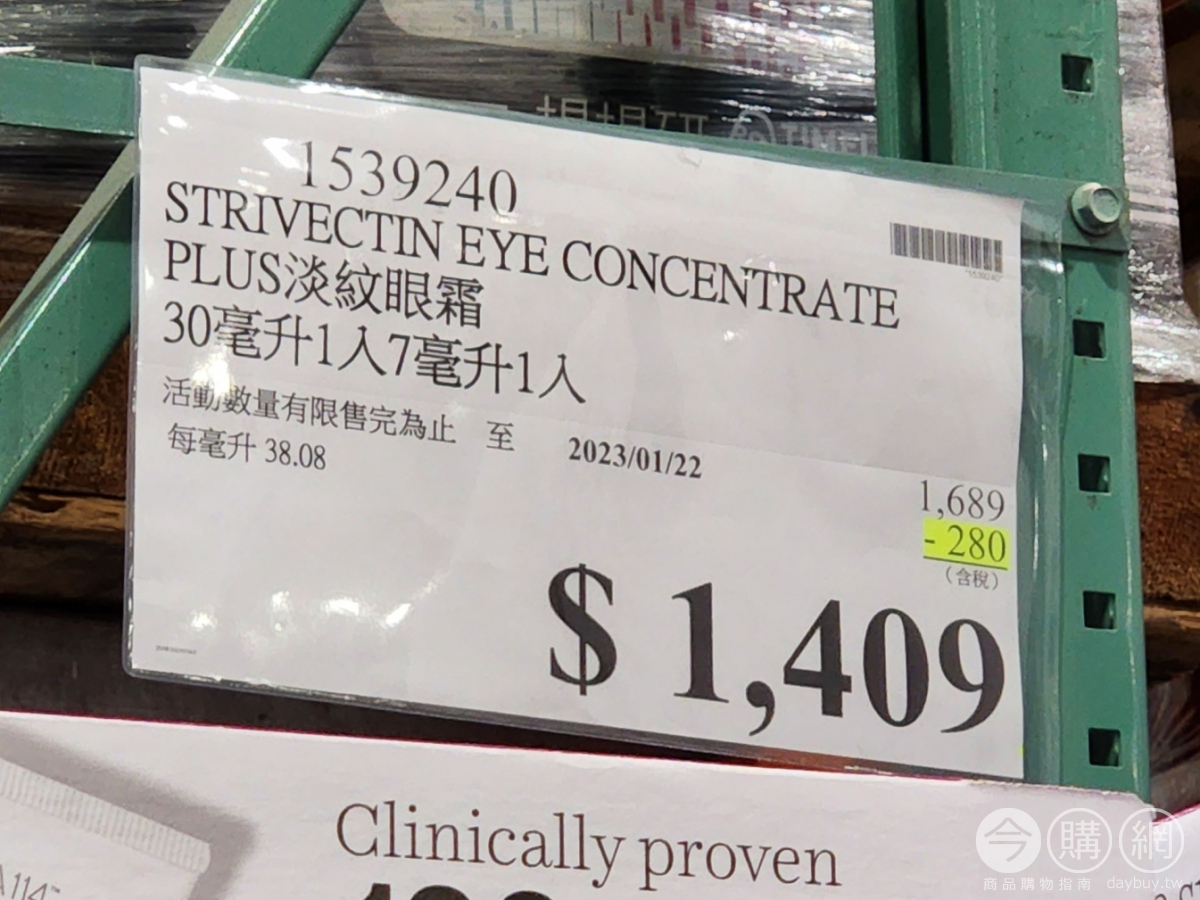 1539240
STRIVECTIN EYE CONCENTRATE
PLUS淡紋眼霜
30毫升1入7毫升1入
活動數量有限售完為止 至 2023/01/22
每毫升 38.08
"1539240"
1,689
- 280
(含稅)
$ 1,409
Clinically proven
今購網
商品購物指南 daybuy.tw